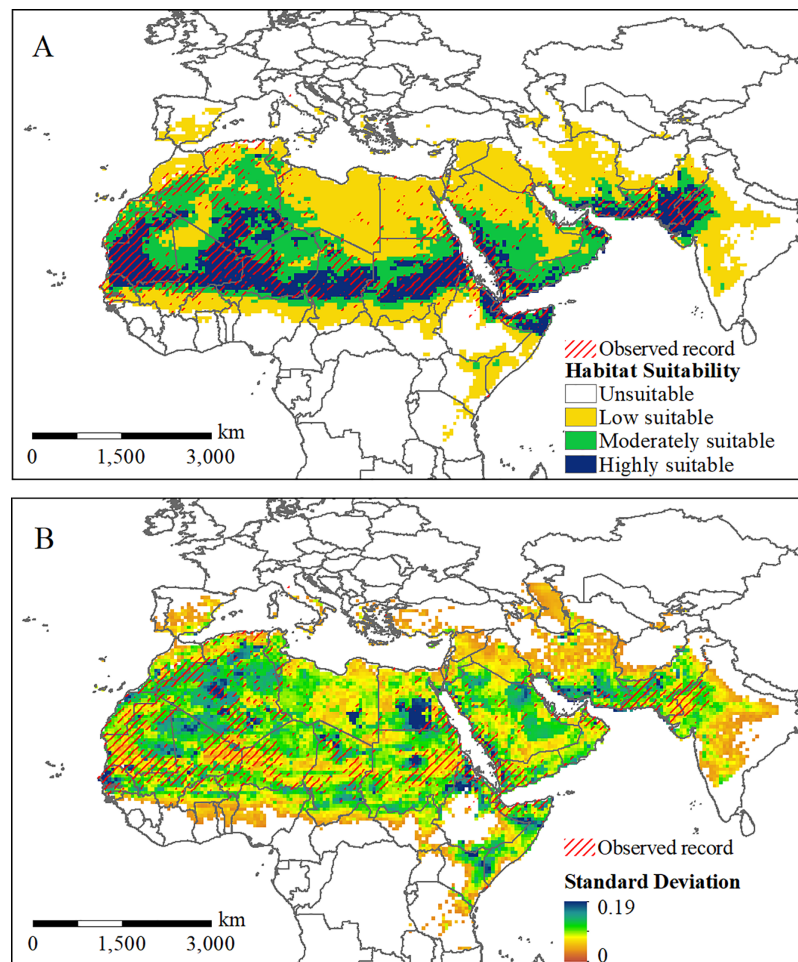 A
Observed record
Habitat Suitability
Unsuitable
Low suitable
Moderately suitable
Highly suitable
km
0 1,500 3,000
B
Observed record
Standard Deviation
0.19
0
km
0 1,500 3,000